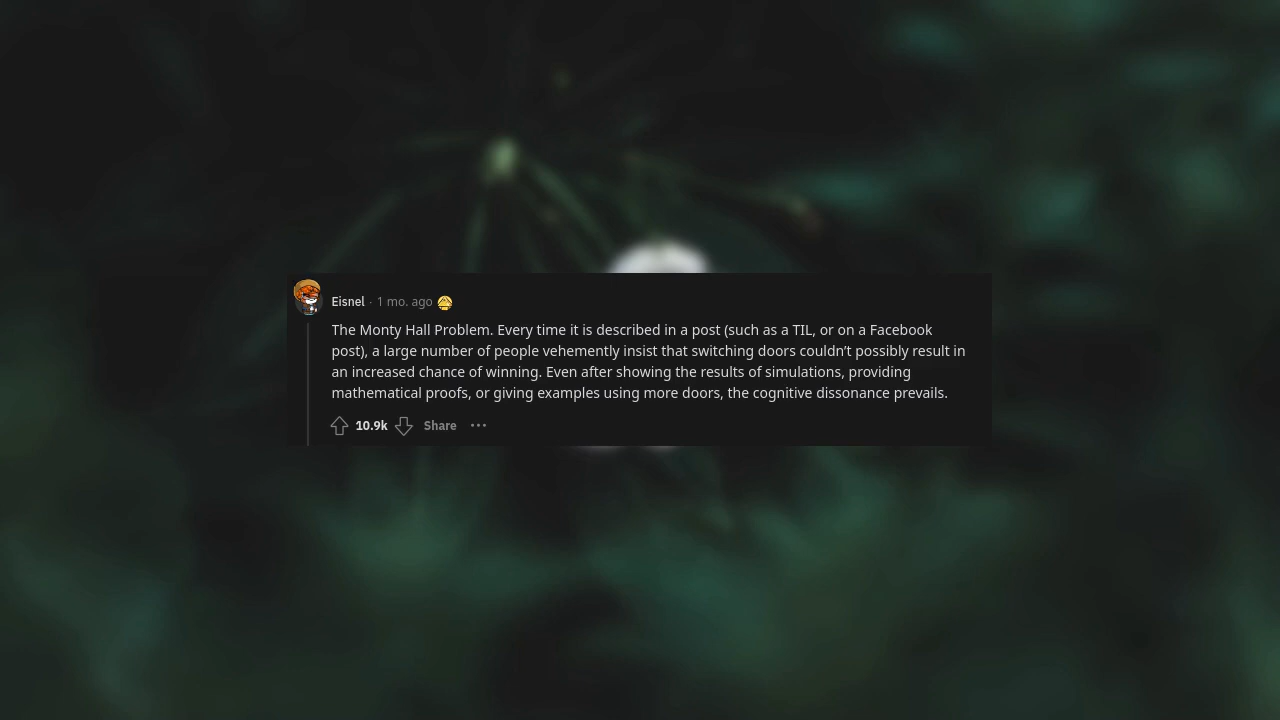 Eisnel · 1 mo. ago
The Monty Hall Problem. Every time it is described in a post (such as a TIL, or on a Facebook
post), a large number of people vehemently insist that switching doors couldn’t possibly result in
an increased chance of winning. Even after showing the results of simulations, providing
mathematical proofs, or giving examples using more doors, the cognitive dissonance prevails.
10.9k Share